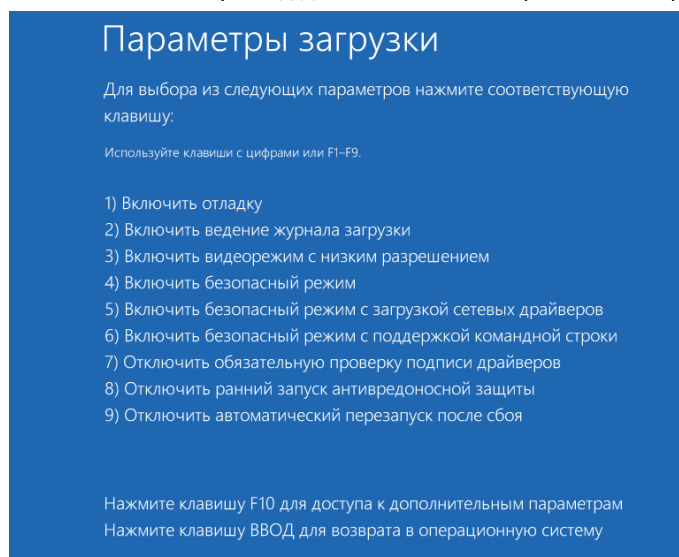 Параметры загрузки
Для выбора из следующих параметров нажмите соответствующую
клавишу:
Используйте клавиши с цифрами или F1–F9.
1) Включить отладку
2) Включить ведение журнала загрузки
3) Включить видеорежим с низким разрешением
4) Включить безопасный режим
5) Включить безопасный режим с загрузкой сетевых драйверов
6) Включить безопасный режим с поддержкой командной строки
7) Отключить обязательную проверку подписи драйверов
8) Отключить ранний запуск антивредоносной защиты
9) Отключить автоматический перезапуск после сбоя
Нажмите клавишу F10 для доступа к дополнительным параметрам
Нажмите клавишу ВВОД для возврата в операционную систему